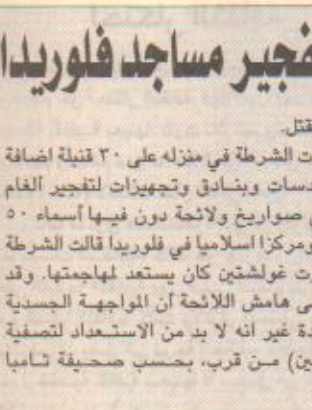 فجير مساجد فلوريدا
قتل.
ت الشرطة في منزله على ٣٠ قنبلة اضافة
دسات وبنادق وتجهيزات لتفجير ألغام
ي صواريخ ولائحة دون فيها أسماء ٥٠
ومركزا اسلاميا في فلوريدا قالت الشرطة
رت غولشتين كان يستعد لمهاجمتها. وقد
ى هامش اللائحة أن المواجهة الجسدية
دة غير انه لا بد من الاستعداد لتصفية
ين) من قرب، بحسب صحيفة تامبا